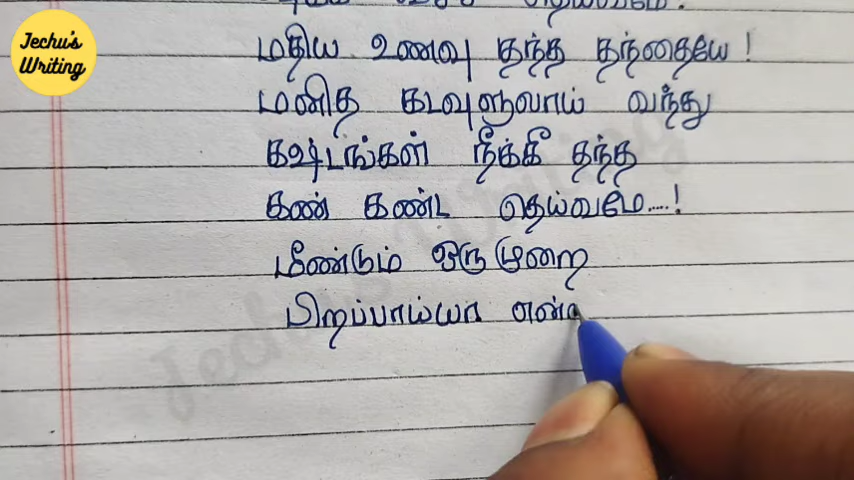 Jechu's
Writing
தெய்வமே!
மதிய உணவு தந்த தந்தையே!
மனித கடவுளுவாய் வந்து
கஷ்டங்கள் நீக்கீ தந்த
கண் கண்ட தெய்வமே....!
மீண்டும் ஒரு முறை
பிறப்பாய்யா என்